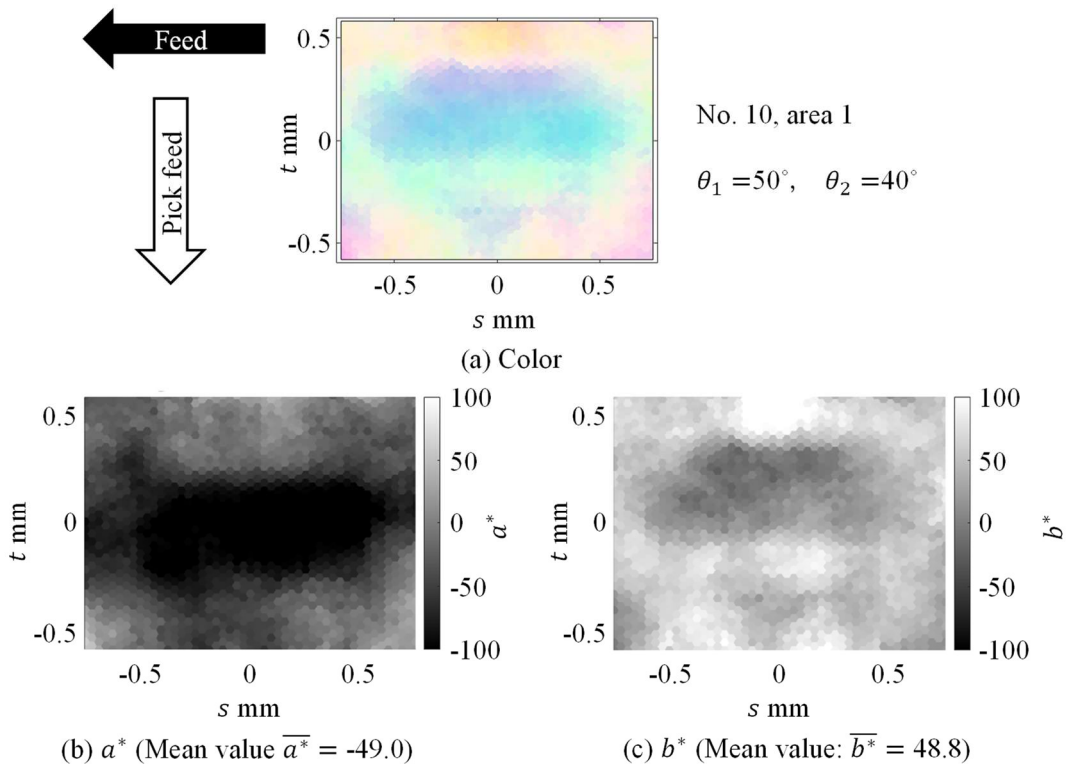 Feed
Pick feed
0.5
0
-0.5
t mm
-0.5 0 0.5
s mm
No. 10, area 1
θ₁ =50°, θ₂ =40°
(a) Color
0.5
0
-0.5
t mm
-0.5 0 0.5
s mm
100
50
0
-50
-100
a*
(b) a* (Mean value a̅*̅ = -49.0)
0.5
0
-0.5
t mm
-0.5 0 0.5
s mm
100
50
0
-50
-100
b*
(c) b* (Mean value: b̅*̅ = 48.8)